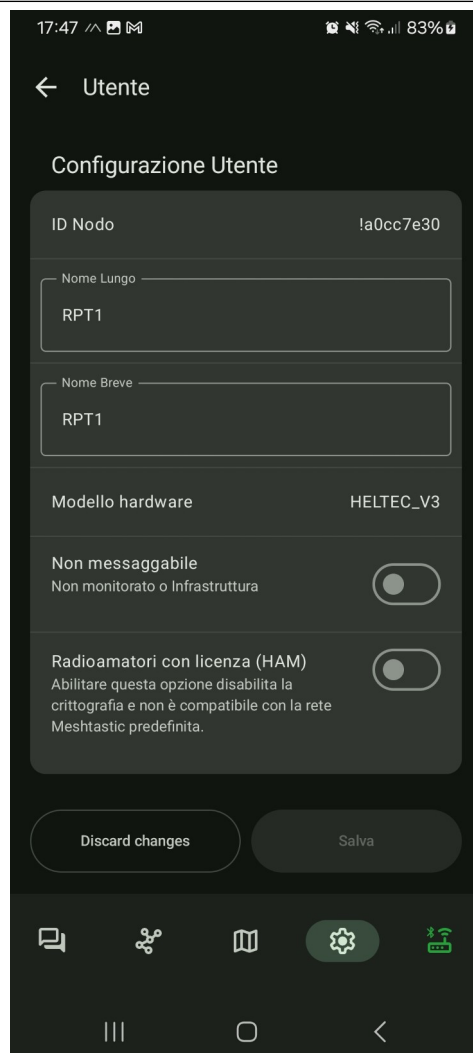 17:47 83%
Utente
Configurazione Utente
ID Nodo !a0cc7e30
Nome Lungo
RPT1
Nome Breve
RPT1
Modello hardware HELTEC_V3
Non messaggabile
Non monitorato o Infrastruttura
Radioamatori con licenza (HAM)
Abilitare questa opzione disabilita la
crittografia e non è compatibile con la rete
Meshtastic predefinita.
Discard changes Salva